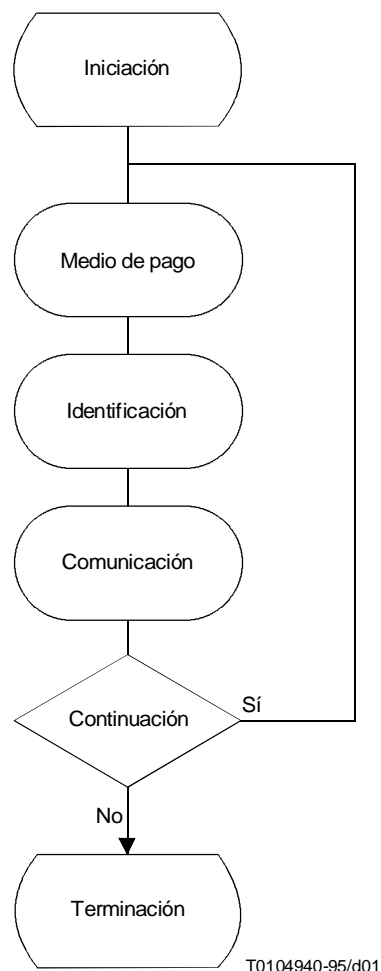 Iniciación
Medio de pago
Identificación
Comunicación
Continuación
Sí
No
Terminación
T0104940-95/d01